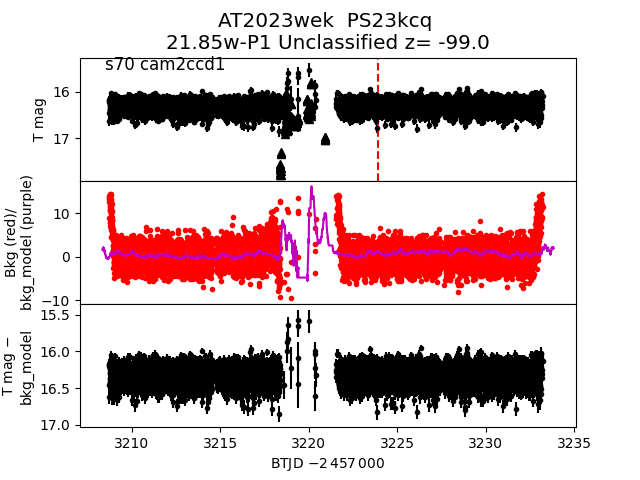 AT2023wek  PS23kcq
21.85w-P1 Unclassified z= -99.0
s70 cam2ccd1
16
17
T mag
10
0
−10
Bkg (red)/
bkg_model (purple)
15.5
16.0
16.5
17.0
T mag −
bkg_model
3210
3215
3220
3225
3230
3235
BTJD −2 457 000